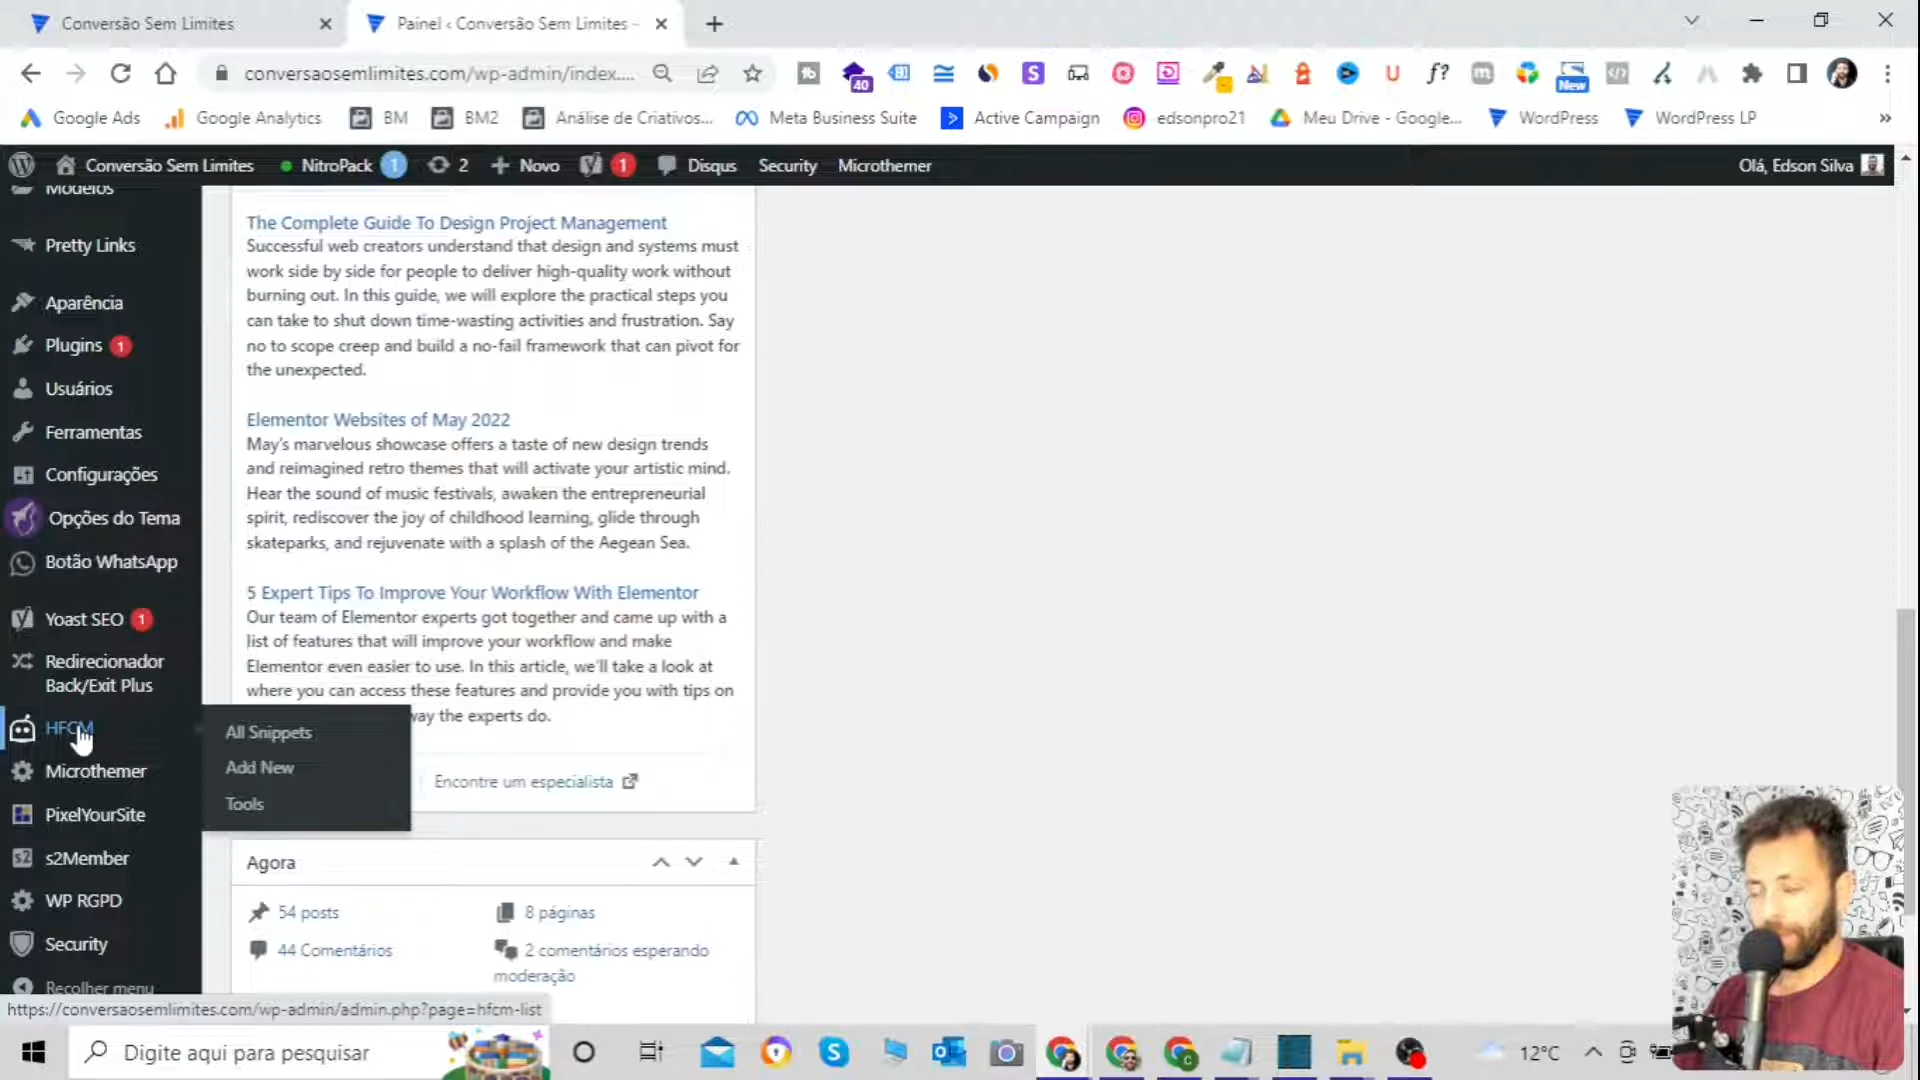 Conversão Sem Limites
Painel ‹ Conversão Sem Limites –
conversaosemlimites.com/wp-admin/index....
40
New
Google Ads
Google Analytics
BM
BM2
Análise de Criativos...
Meta Business Suite
Active Campaign
edsonpro21
Meu Drive - Google...
WordPress
WordPress LP
Conversão Sem Limites
NitroPack 1
2
Novo
1
Disqus
Security
Microthemer
Olá, Edson Silva
Modelos
Pretty Links
Aparência
Plugins 1
Usuários
Ferramentas
Configurações
Opções do Tema
Botão WhatsApp
Yoast SEO 1
Redirecionador
Back/Exit Plus
HFCM
Microthemer
PixelYourSite
s2Member
WP RGPD
Security
Recolher menu
All Snippets
Add New
Tools
The Complete Guide To Design Project Management
Successful web creators understand that design and systems must
work side by side for people to deliver high-quality work without
burning out. In this guide, we will explore the practical steps you
can take to shut down time-wasting activities and frustration. Say
no to scope creep and build a no-fail framework that can pivot for
the unexpected.
Elementor Websites of May 2022
May's marvelous showcase offers a taste of new design trends
and reimagined retro themes that will activate your artistic mind.
Hear the sound of music festivals, awaken the entrepreneurial
spirit, rediscover the joy of childhood learning, glide through
skateparks, and rejuvenate with a splash of the Aegean Sea.
5 Expert Tips To Improve Your Workflow With Elementor
Our team of Elementor experts got together and came up with a
list of features that will improve your workflow and make
Elementor even easier to use. In this article, we'll take a look at
where you can access these features and provide you with tips on
way the experts do.
Encontre um especialista
Agora
54 posts
8 páginas
44 Comentários
2 comentários esperando
moderação
https://conversaosemlimites.com/wp-admin/admin.php?page=hfcm-list
Digite aqui para pesquisar
12°C